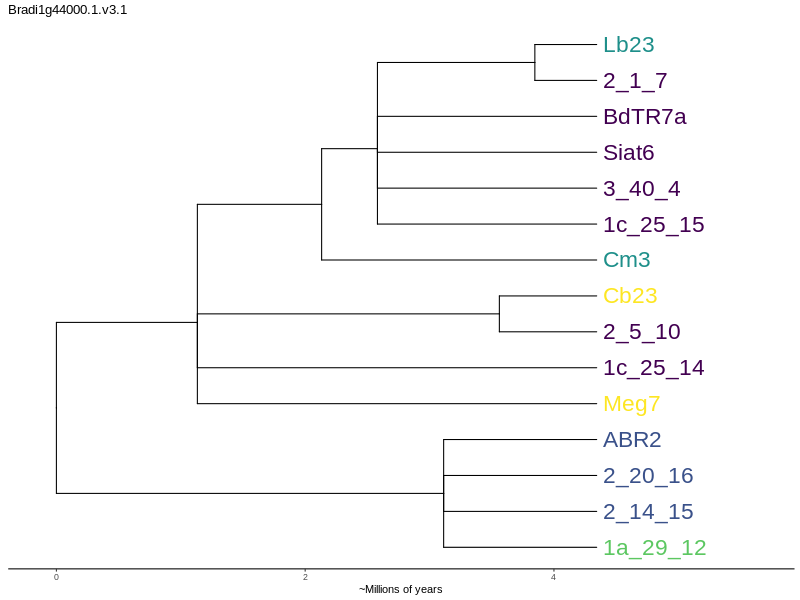 Bradi1g44000.1.v3.1
Lb23
2_1_7
BdTR7a
Siat6
3_40_4
1c_25_15
Cm3
Cb23
2_5_10
1c_25_14
Meg7
ABR2
2_20_16
2_14_15
1a_29_12
0 2 4
~Millions of years